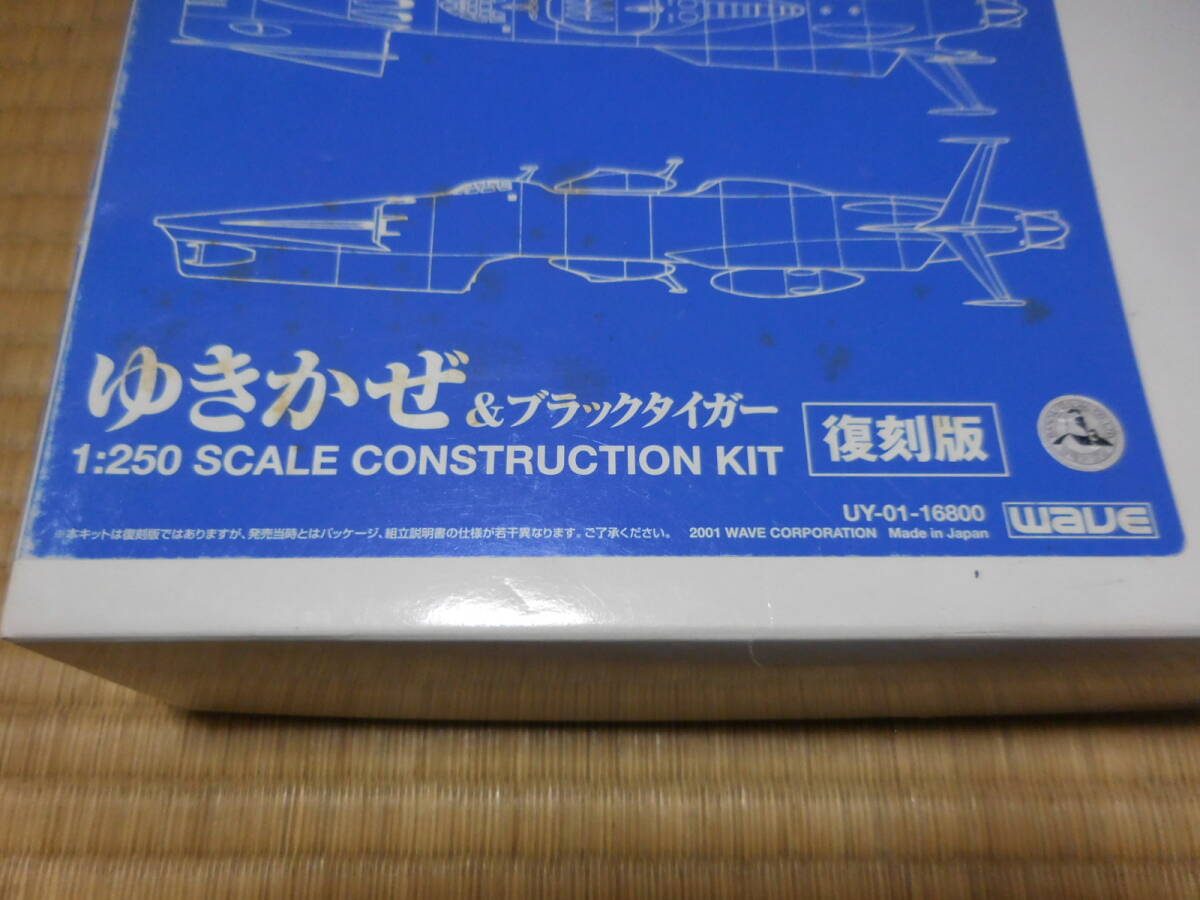 ゆきかぜ&ブラックタイガー
1:250 SCALE CONSTRUCTION KIT
復刻版
UY-01-16800
WAVE
※本キットは復刻版ではありますが、発売当時とはパッケージ、組立説明書の仕様が若干異なります。ご了承ください。 2001 WAVE CORPORATION Made in Japan